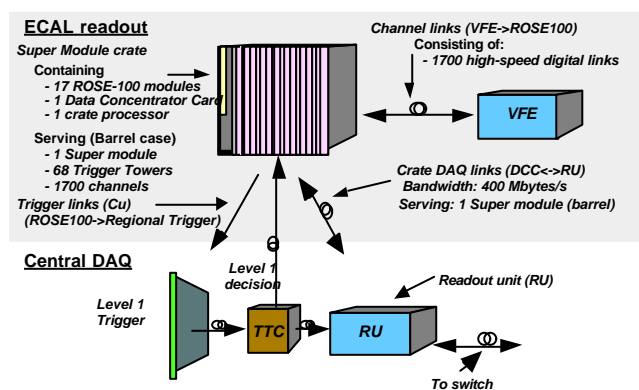 ECAL readout
Super Module crate
Containing
- 17 ROSE-100 modules
- 1 Data Concentrator Card
- 1 crate processor
Serving (Barrel case)
- 1 Super module
- 68 Trigger Towers
- 1700 channels
Trigger links (Cu)
(ROSE100->Regional Trigger)
Channel links (VFE->ROSE100)
Consisting of:
- 1700 high-speed digital links
VFE
Crate DAQ links (DCC<->RU)
Bandwidth: 400 Mbytes/s
Serving: 1 Super module (barrel)
Central DAQ
Level 1
decision
Readout unit (RU)
Level 1
Trigger
TTC
RU
To switch